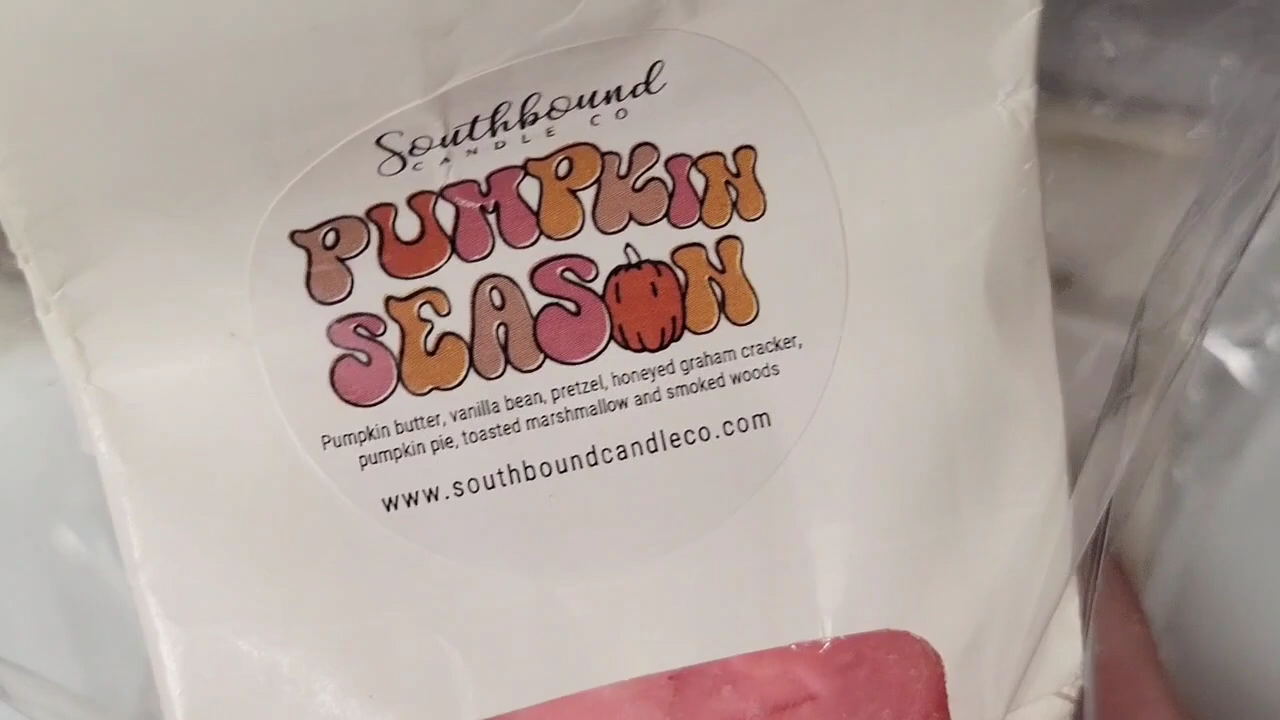 Southbound
CANDLE CO
PUMPKIN
SEASON
Pumpkin butter, vanilla bean, pretzel, honeyed graham cracker,
pumpkin pie, toasted marshmallow and smoked woods
www.southboundcandleco.com